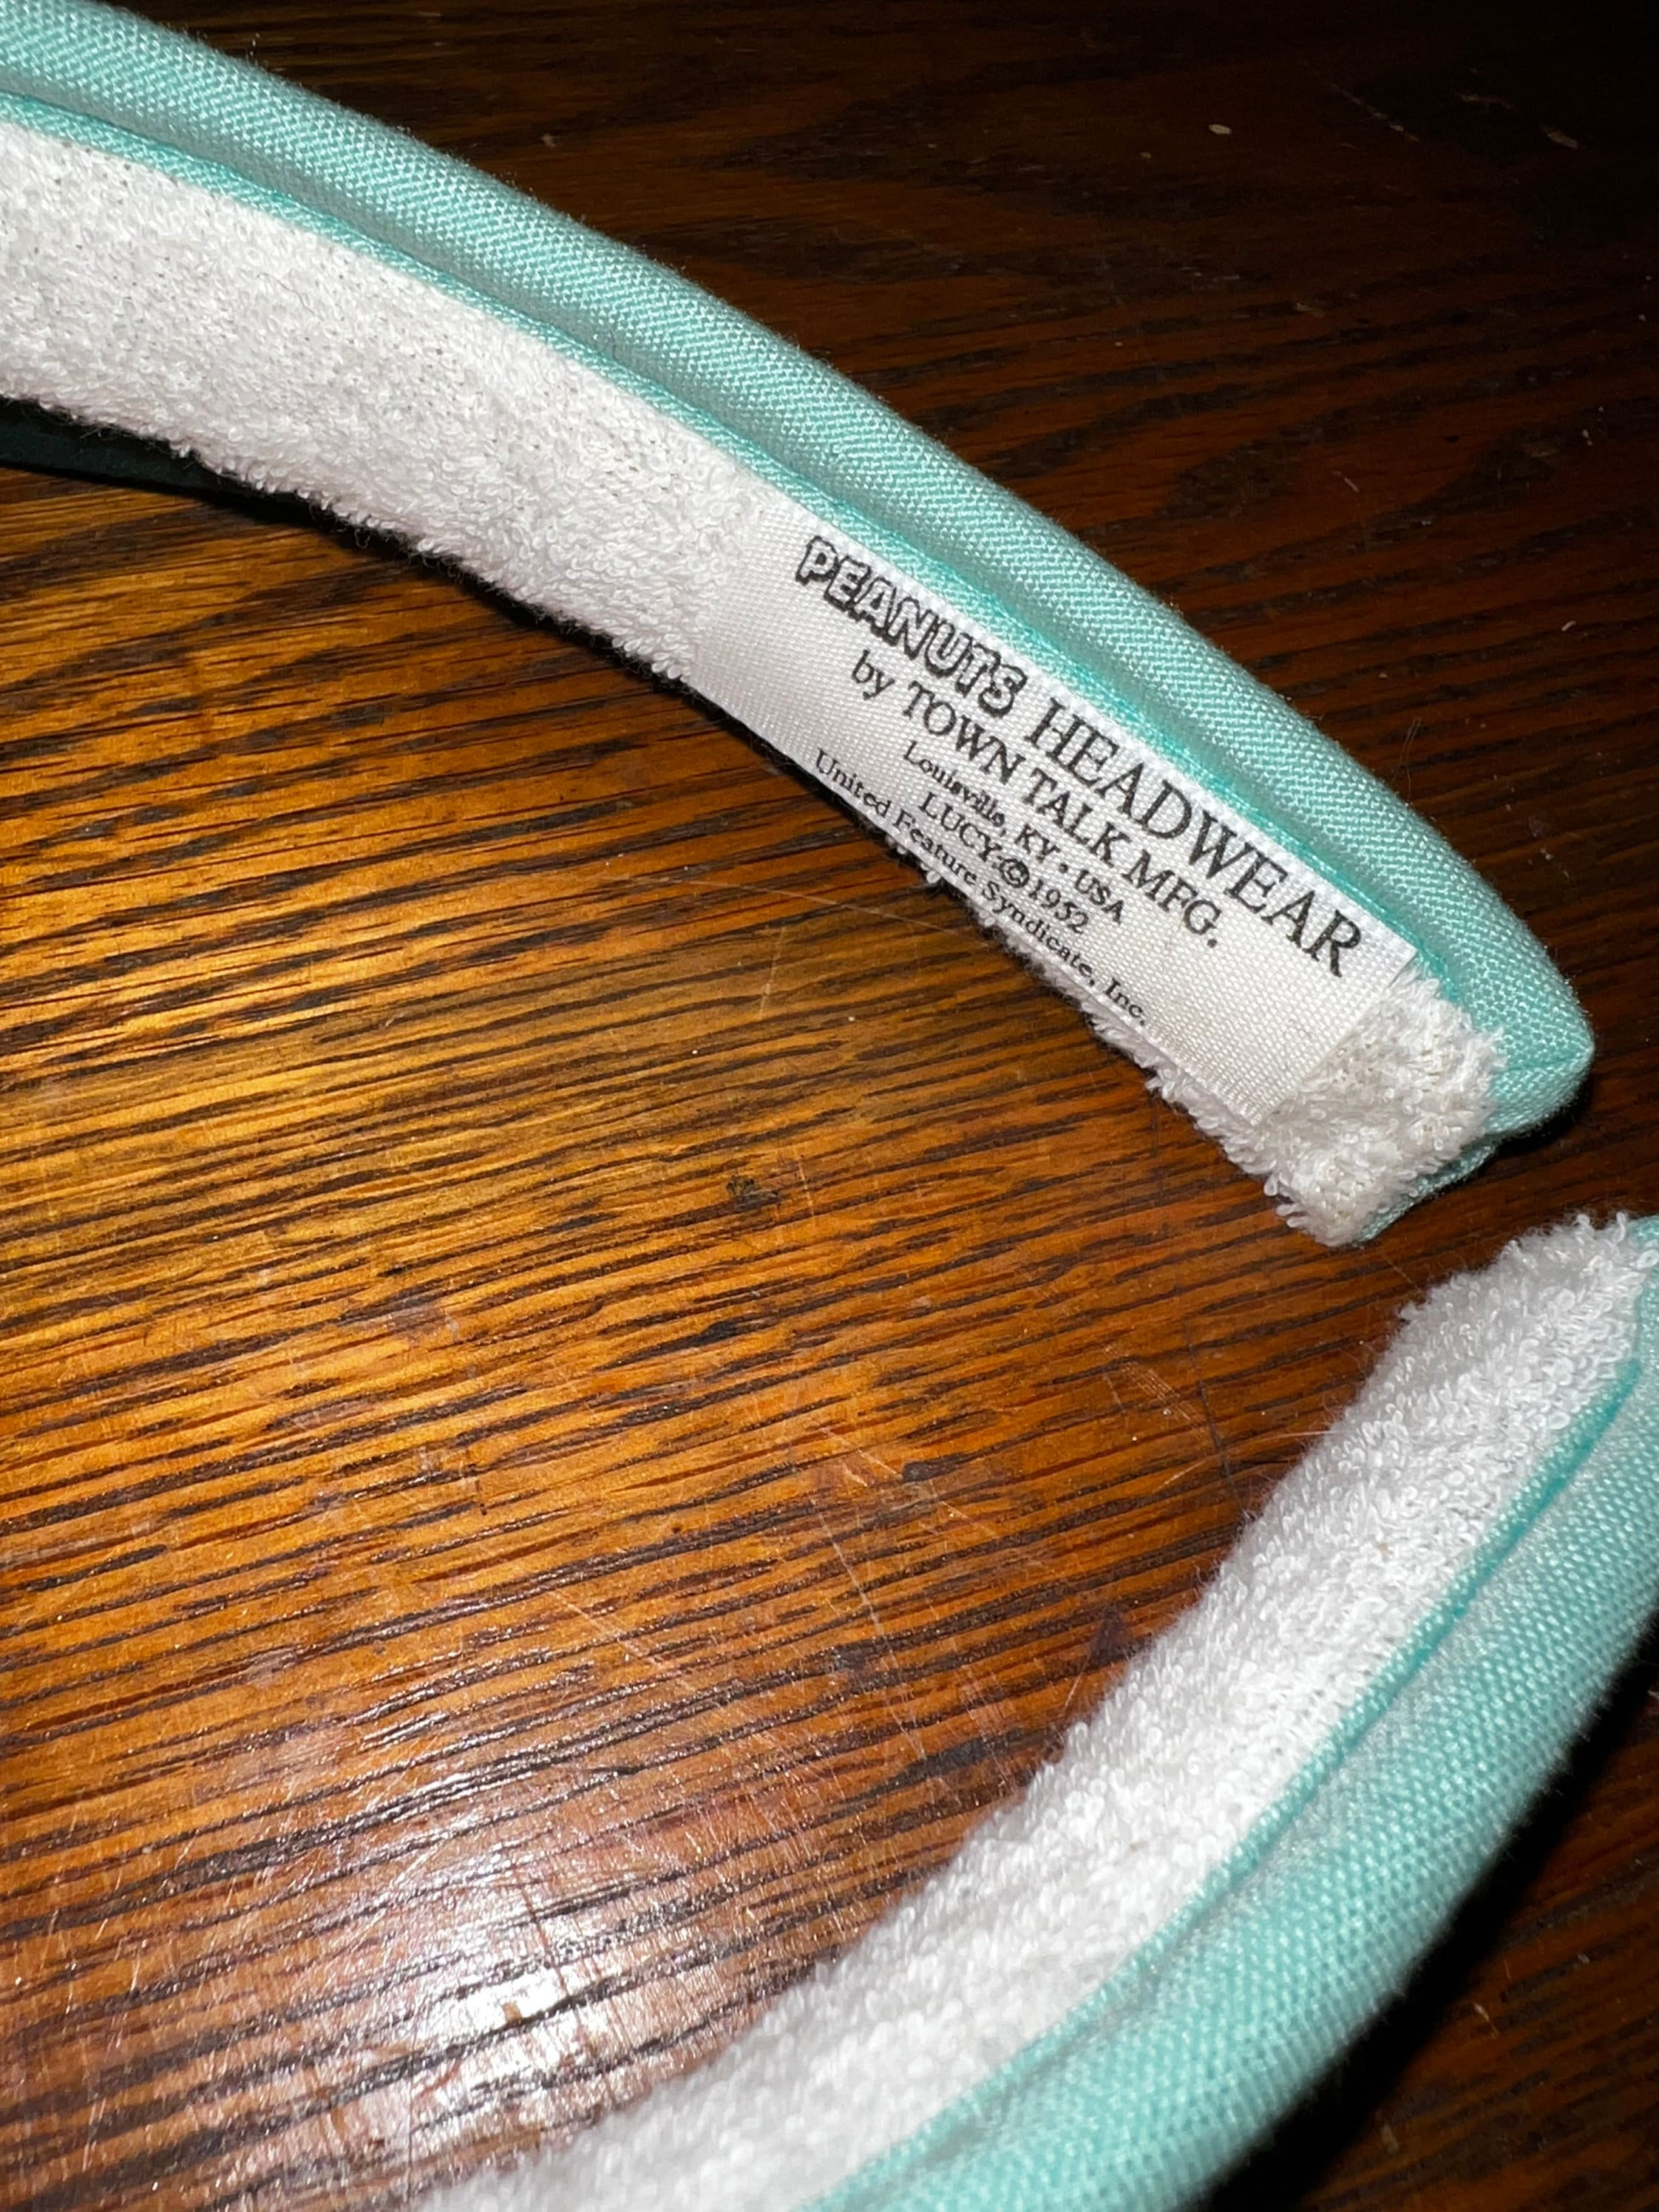 PEANUTS HEADWEAR
by TOWN TALK MFG.
Louisville, KY. USA
LUCY:© 1952
United Feature Syndicate, Inc.